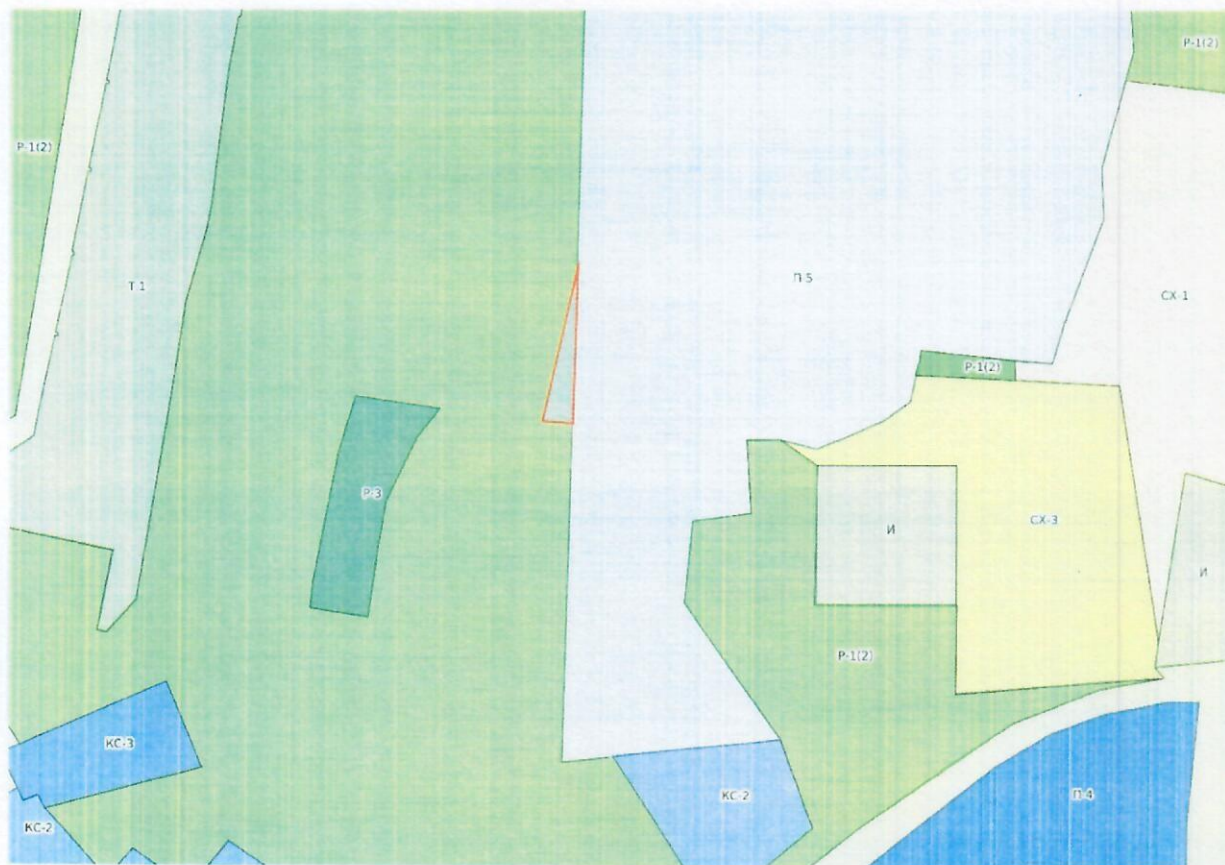 Р-1(2)
Р-1(2)
Т 1
П 5
СХ-1
Р-1(2)
Р-3
СХ-3
И
И
Р-1(2)
КС-3
КС-2
П 4
КС-2